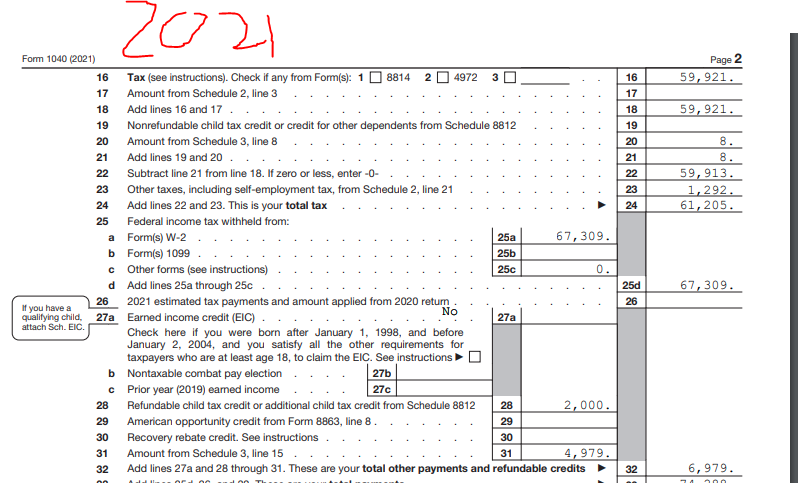 2021
Form 1040 (2021) Page 2
16 Tax (see instructions). Check if any from Form(s): 1 8814 2 4972 3 . . 16 59,921.
17 Amount from Schedule 2, line 3 . . . . . . . . . . . . . . . . . . . . 17
18 Add lines 16 and 17 . . . . . . . . . . . . . . . . . . . . . . . . 18 59,921.
19 Nonrefundable child tax credit or credit for other dependents from Schedule 8812 . . . . . 19
20 Amount from Schedule 3, line 8 . . . . . . . . . . . . . . . . . . . . 20 8.
21 Add lines 19 and 20 . . . . . . . . . . . . . . . . . . . . . . . . 21 8.
22 Subtract line 21 from line 18. If zero or less, enter -0- . . . . . . . . . . . . . . 22 59,913.
23 Other taxes, including self-employment tax, from Schedule 2, line 21 . . . . . . . . . 23 1,292.
24 Add lines 22 and 23. This is your total tax . . . . . . . . . . . . . . . . ▶ 24 61,205.
25 Federal income tax withheld from:
a Form(s) W-2 . . . . . . . . . . . . . . . . . . 25a 67,309.
b Form(s) 1099 . . . . . . . . . . . . . . . . . . 25b
c Other forms (see instructions) . . . . . . . . . . . . . 25c 0.
d Add lines 25a through 25c . . . . . . . . . . . . . . . . . . . . . . 25d 67,309.
26 2021 estimated tax payments and amount applied from 2020 return . . . . . . . . . . 26
If you have a
qualifying child,
attach Sch. EIC.
27a Earned income credit (EIC) . . . . . . . . . . . . No 27a
Check here if you were born after January 1, 1998, and before
January 2, 2004, and you satisfy all the other requirements for
taxpayers who are at least age 18, to claim the EIC. See instructions ▶
b Nontaxable combat pay election . . . . 27b
c Prior year (2019) earned income . . . . 27c
28 Refundable child tax credit or additional child tax credit from Schedule 8812 28 2,000.
29 American opportunity credit from Form 8863, line 8 . . . . . . . 29
30 Recovery rebate credit. See instructions . . . . . . . . . . 30
31 Amount from Schedule 3, line 15 . . . . . . . . . . . . 31 4,979.
32 Add lines 27a and 28 through 31. These are your total other payments and refundable credits ▶ 32 6,979.